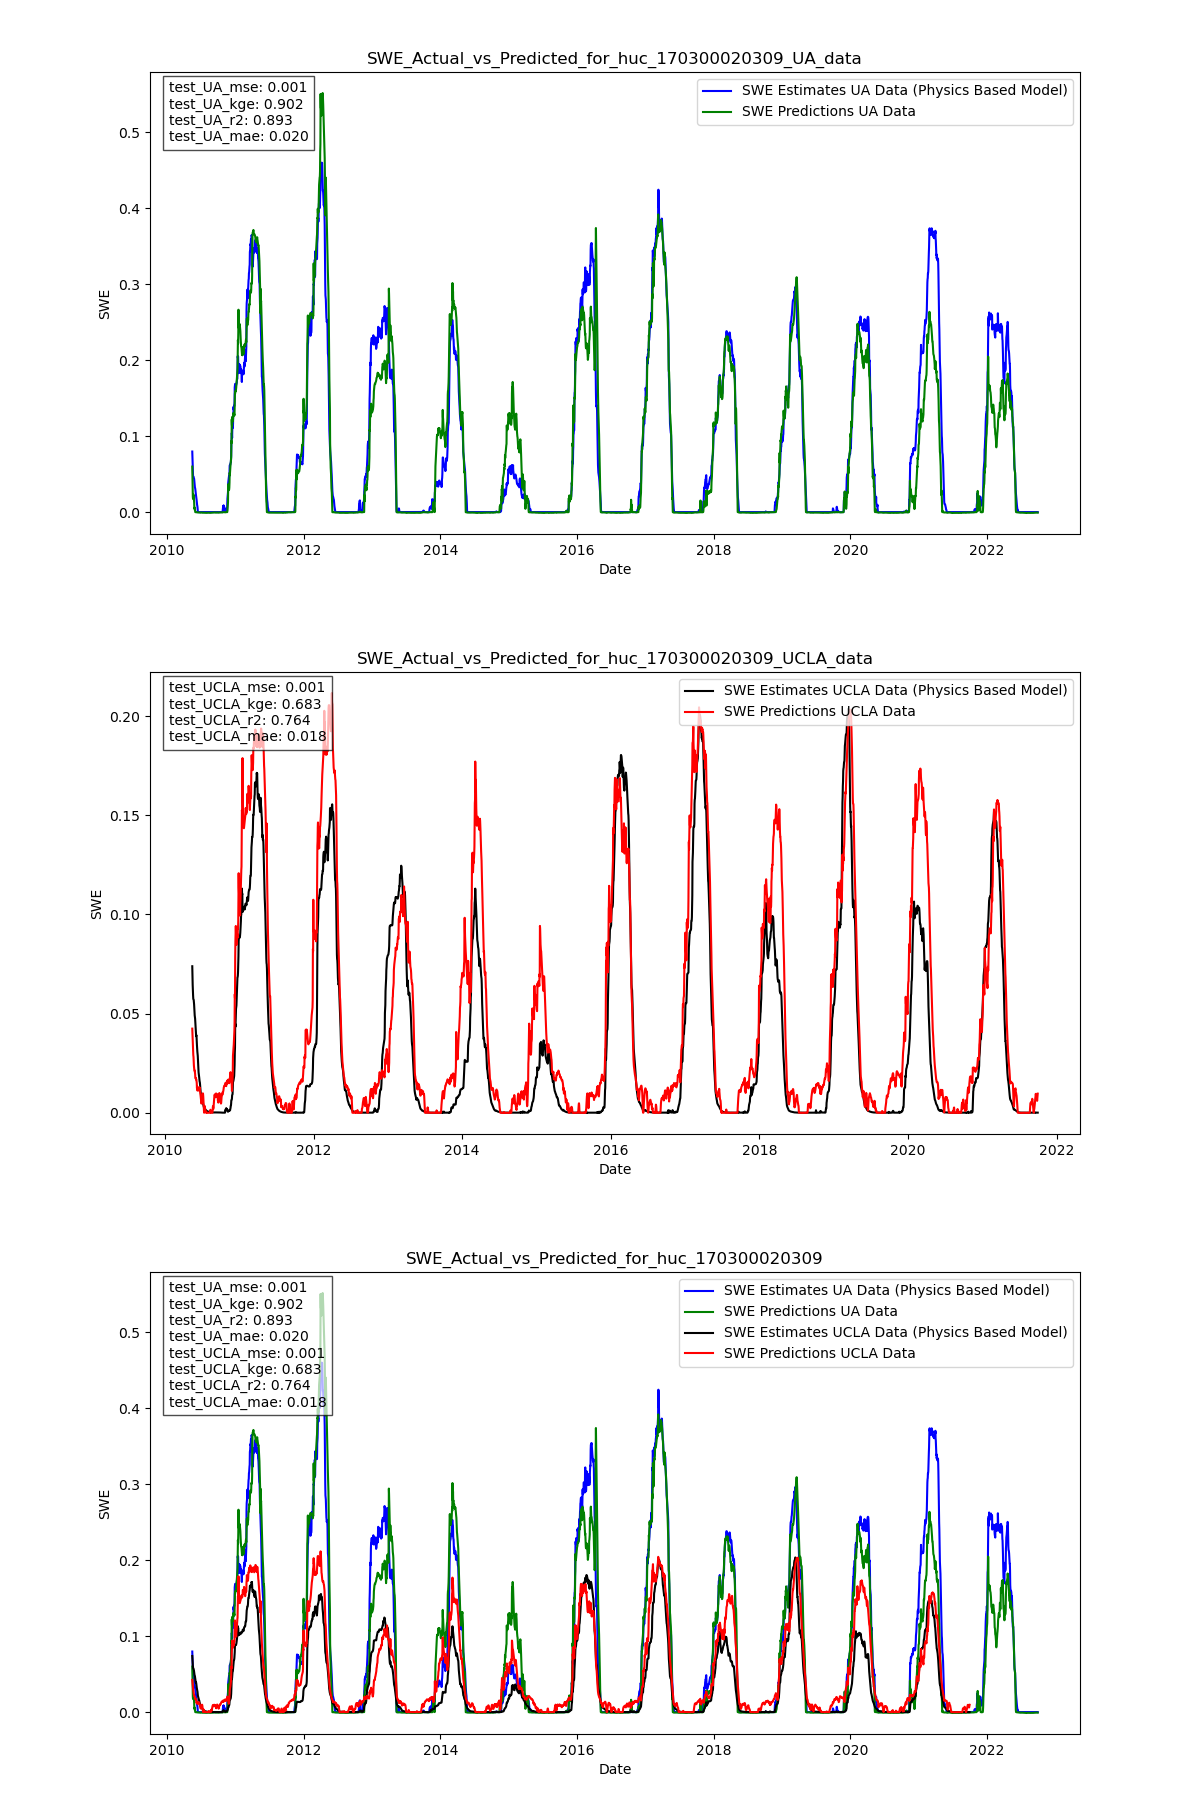 SWE_Actual_vs_Predicted_for_huc_170300020309_UA_data
test_UA_mse: 0.001
test_UA_kge: 0.902
test_UA_r2: 0.893
test_UA_mae: 0.020
SWE Estimates UA Data (Physics Based Model)
SWE Predictions UA Data
0.5
0.4
0.3
0.2
0.1
0.0
SWE
2010 2012 2014 2016 2018 2020 2022
Date
SWE_Actual_vs_Predicted_for_huc_170300020309_UCLA_data
test_UCLA_mse: 0.001
test_UCLA_kge: 0.683
test_UCLA_r2: 0.764
test_UCLA_mae: 0.018
SWE Estimates UCLA Data (Physics Based Model)
SWE Predictions UCLA Data
0.20
0.15
0.10
0.05
0.00
SWE
2010 2012 2014 2016 2018 2020 2022
Date
SWE_Actual_vs_Predicted_for_huc_170300020309
test_UA_mse: 0.001
test_UA_kge: 0.902
test_UA_r2: 0.893
test_UA_mae: 0.020
test_UCLA_mse: 0.001
test_UCLA_kge: 0.683
test_UCLA_r2: 0.764
test_UCLA_mae: 0.018
SWE Estimates UA Data (Physics Based Model)
SWE Predictions UA Data
SWE Estimates UCLA Data (Physics Based Model)
SWE Predictions UCLA Data
0.5
0.4
0.3
0.2
0.1
0.0
SWE
2010 2012 2014 2016 2018 2020 2022
Date